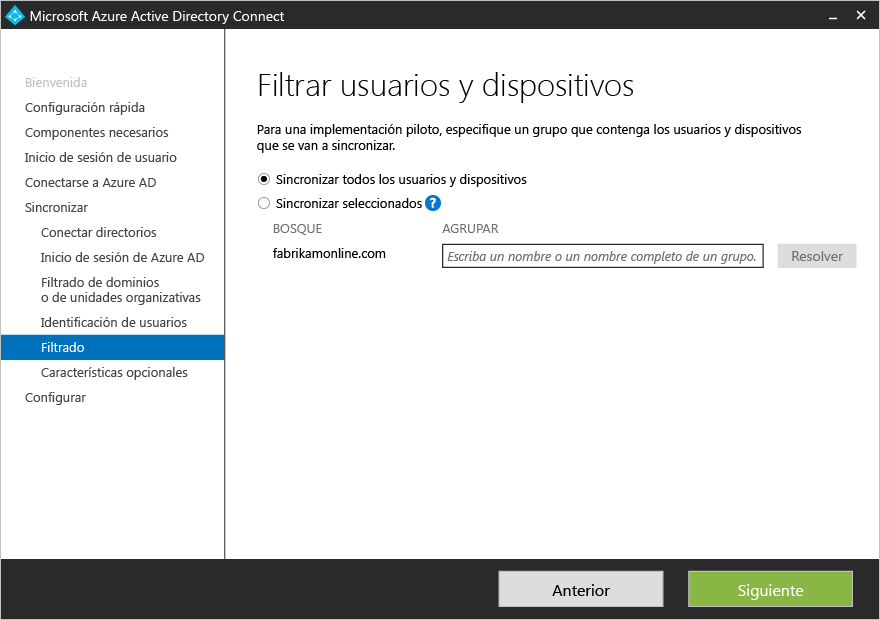 Microsoft Azure Active Directory Connect
Bienvenida
Configuración rápida
Componentes necesarios
Inicio de sesión de usuario
Conectarse a Azure AD
Sincronizar
Conectar directorios
Inicio de sesión de Azure AD
Filtrado de dominios
o de unidades organizativas
Identificación de usuarios
Filtrado
Características opcionales
Configurar
Filtrar usuarios y dispositivos
Para una implementación piloto, especifique un grupo que contenga los usuarios y dispositivos
que se van a sincronizar.
Sincronizar todos los usuarios y dispositivos
Sincronizar seleccionados ?
BOSQUE AGRUPAR
fabrikamonline.com Escriba un nombre o un nombre completo de un grupo. Resolver
Anterior Siguiente